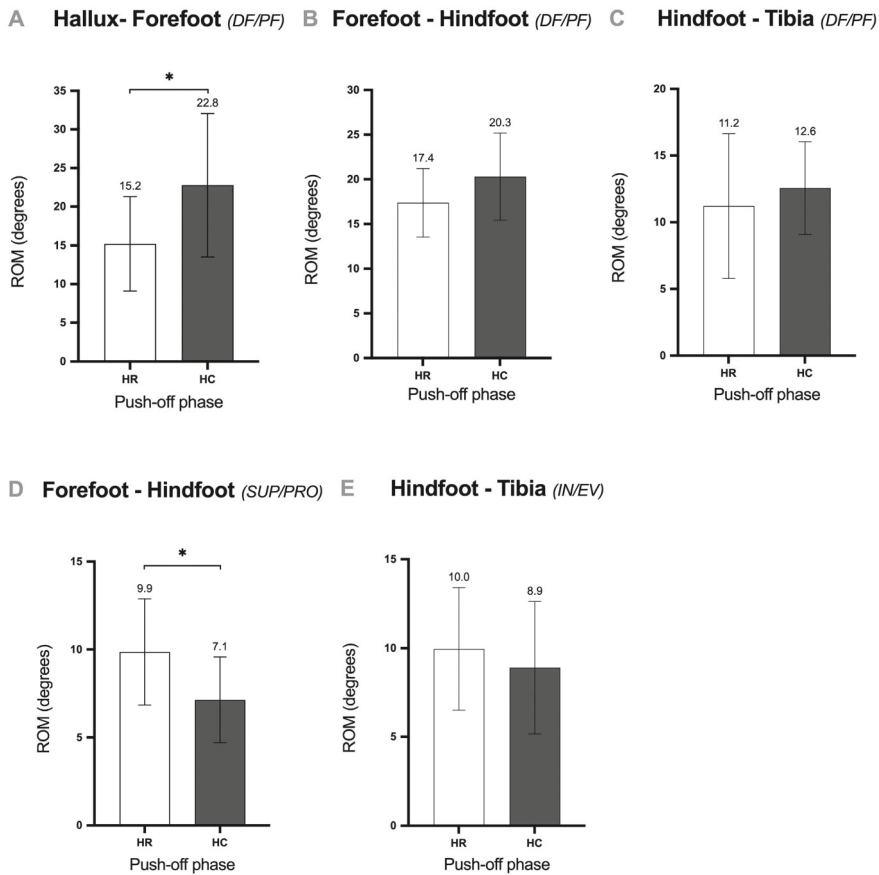 A Hallux- Forefoot (DF/PF)
B Forefoot - Hindfoot (DF/PF)
C Hindfoot - Tibia (DF/PF)
*
ROM (degrees)
35
30
25
20
15
10
5
0
15.2
22.8
HR
HC
Push-off phase
ROM (degrees)
30
25
20
15
10
5
0
17.4
20.3
HR
HC
Push-off phase
ROM (degrees)
20
15
10
5
0
11.2
12.6
HR
HC
Push-off phase
D Forefoot - Hindfoot (SUP/PRO)
E Hindfoot - Tibia (IN/EV)
*
ROM (degrees)
15
10
5
0
9.9
7.1
HR
HC
Push-off phase
ROM (degrees)
15
10
5
0
10.0
8.9
HR
HC
Push-off phase